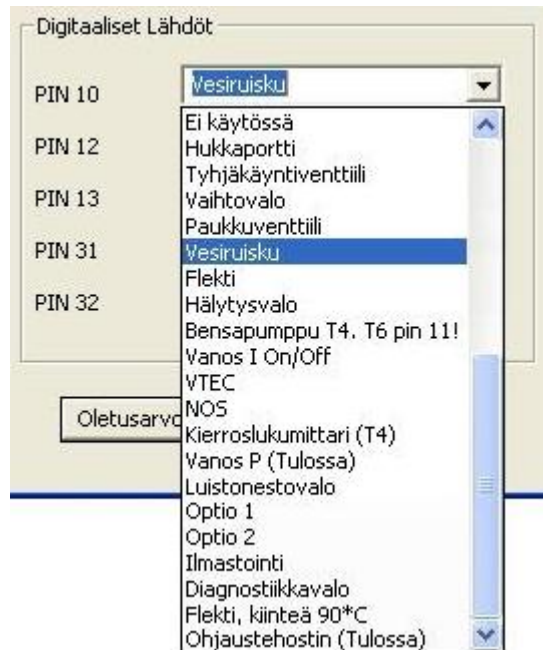 Digitaaliset Lähdöt
PIN 10
Vesiruisku
PIN 12
PIN 13
PIN 31
PIN 32
Ei käytössä
Hukkaportti
Tyhjäkäyntiventtiili
Vaihtovalo
Paukkuventtiili
Vesiruisku
Flekti
Hälytysvalo
Bensapumppu T4. T6 pin 11!
Vanos I On/Off
VTEC
NOS
Kierroslukumittari (T4)
Vanos P (Tulossa)
Luistonestovalo
Optio 1
Optio 2
Ilmastointi
Diagnostiikkavalo
Flekti, kiinteä 90*C
Ohjaustehostin (Tulossa)
Oletusarvo